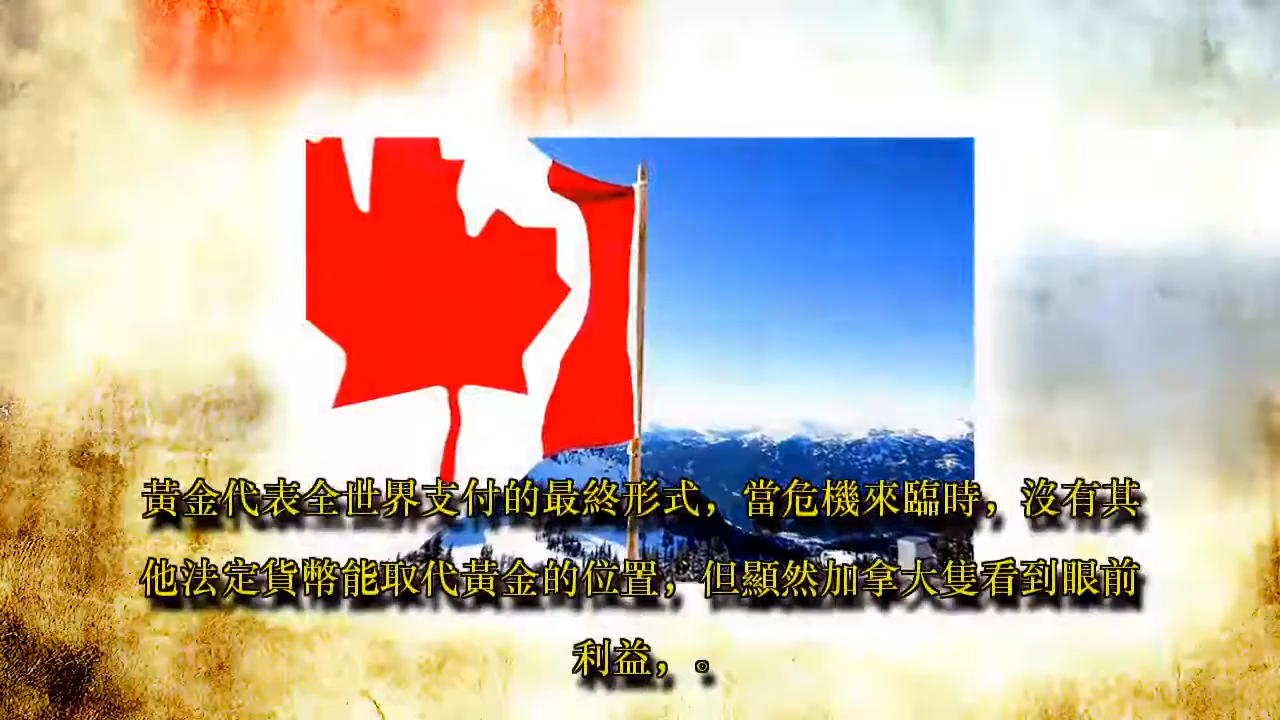 黃金代表全世界支付的最終形式，當危機來臨時，沒有其
他法定貨幣能取代黃金的位置，但顯然加拿大隻看到眼前
利益，。